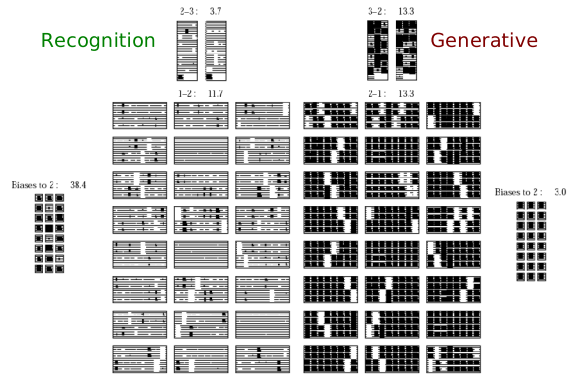 2–3 : 3.7
3–2 : 13.3
Recognition
Generative
1–2 : 11.7
2–1 : 13.3
Biases to 2 : 38.4
Biases to 2 : 3.0